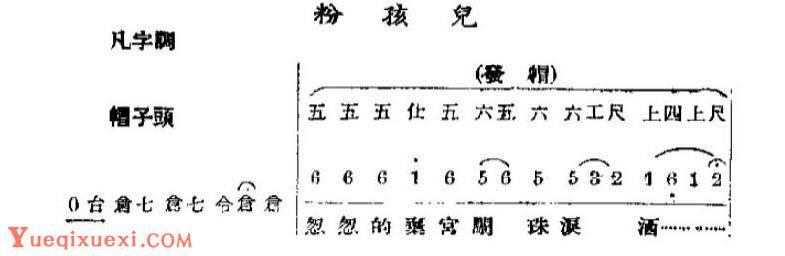 粉孩兒
凡字調
(發帽)
帽子頭
五 五 五 仕 五 六 五 六 六 工 尺 上 四 上 尺
6 6 6 1 6 5 6 5 5 3 2 1 6 1 2
0 台 倉 七 倉 七 令 倉 倉
忽 忽 的 棄 宮 闈 珠 淚 洒………
Yueqixuexi.com